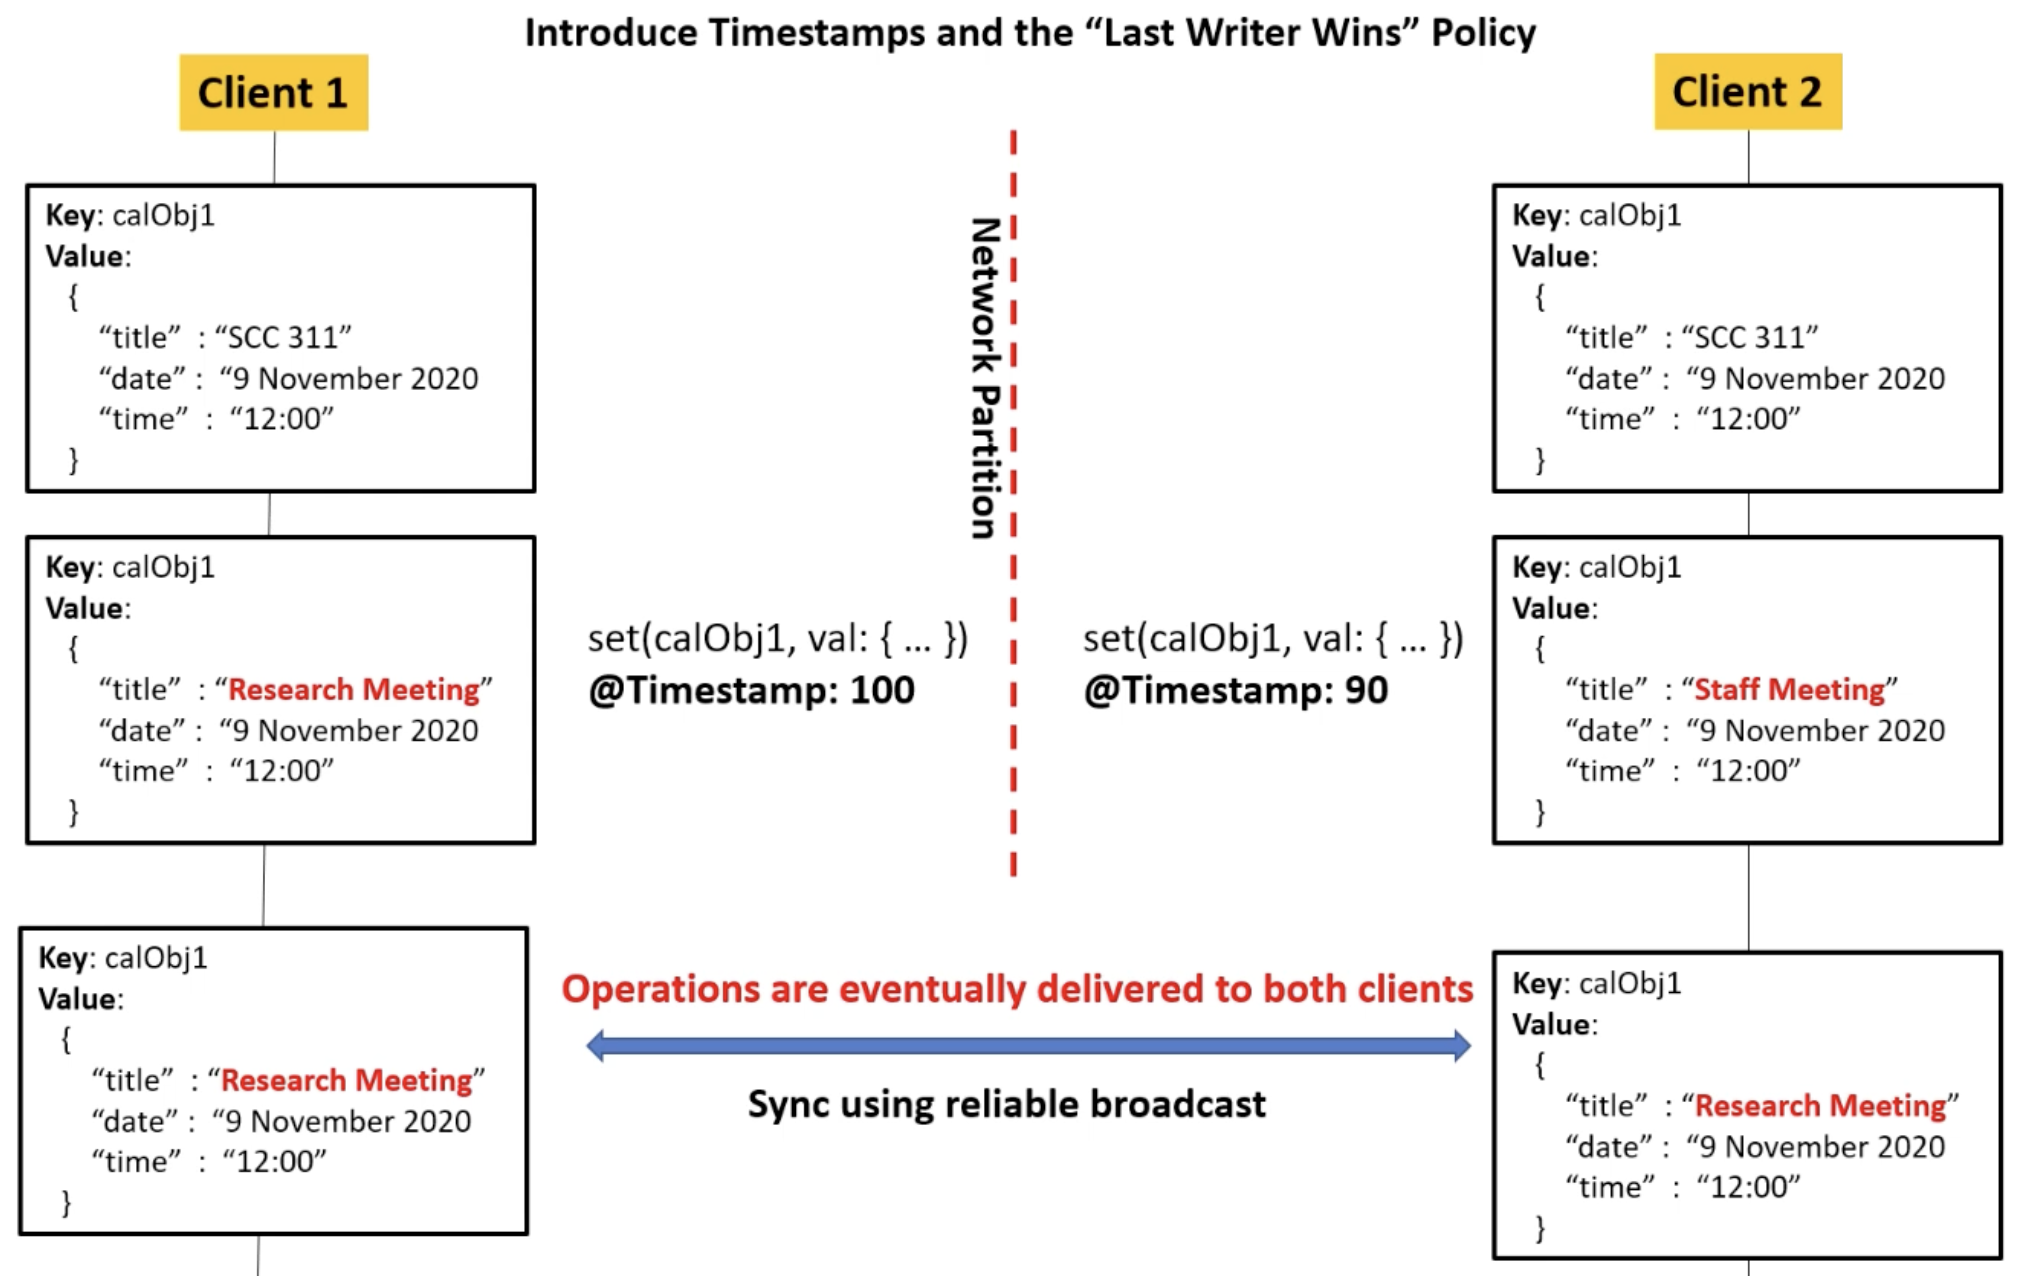 Introduce Timestamps and the “Last Writer Wins” Policy
Client 1
Key: calObj1
Value:
{
“title” : “SCC 311”
“date” : “9 November 2020
“time” : “12:00”
}
Key: calObj1
Value:
{
“title” : “Research Meeting”
“date” : “9 November 2020
“time” : “12:00”
}
Key: calObj1
Value:
{
“title” : “Research Meeting”
“date” : “9 November 2020
“time” : “12:00”
}
Network Partition
set(calObj1, val: { ... })
@Timestamp: 100
set(calObj1, val: { ... })
@Timestamp: 90
Operations are eventually delivered to both clients
Sync using reliable broadcast
Client 2
Key: calObj1
Value:
{
“title” : “SCC 311”
“date” : “9 November 2020
“time” : “12:00”
}
Key: calObj1
Value:
{
“title” : “Staff Meeting”
“date” : “9 November 2020
“time” : “12:00”
}
Key: calObj1
Value:
{
“title” : “Research Meeting”
“date” : “9 November 2020
“time” : “12:00”
}